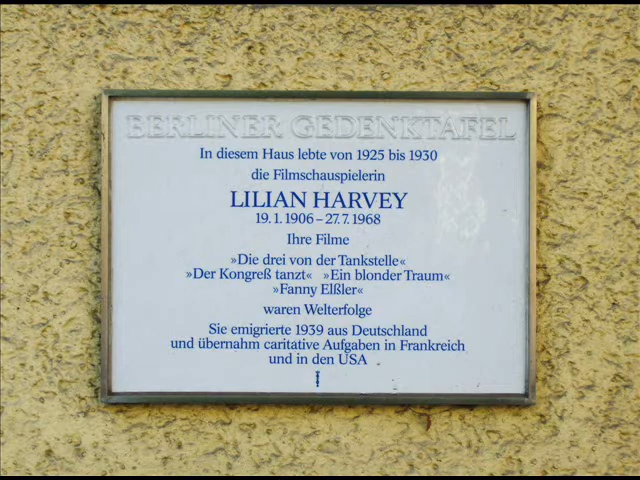 BERLINER GEDENKTAFEL
In diesem Haus lebte von 1925 bis 1930
die Filmschauspielerin
LILIAN HARVEY
19. 1. 1906 – 27. 7. 1968
Ihre Filme
»Die drei von der Tankstelle«
»Der Kongreß tanzt« »Ein blonder Traum«
»Fanny Elßler«
waren Welterfolge
Sie emigrierte 1939 aus Deutschland
und übernahm caritative Aufgaben in Frankreich
und in den USA